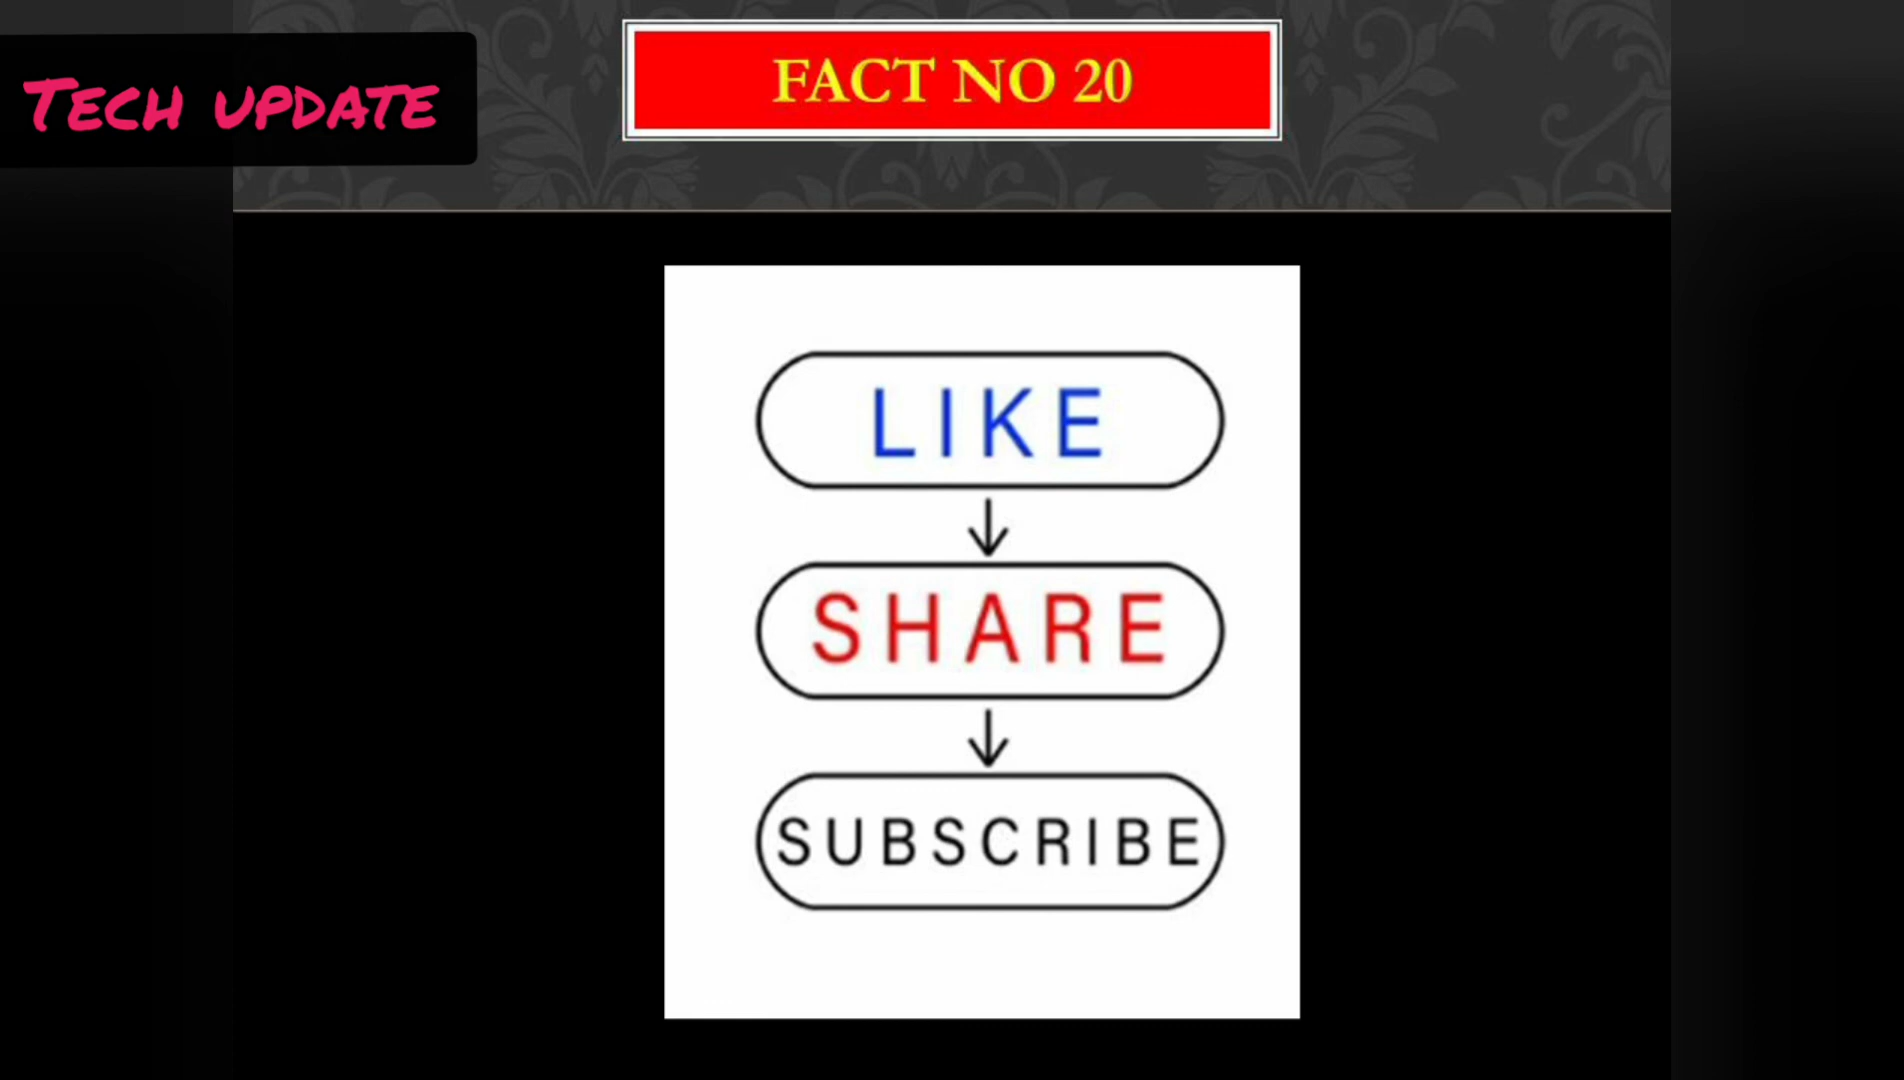 TECH UPDATE
FACT NO 20
LIKE
SHARE
SUBSCRIBE